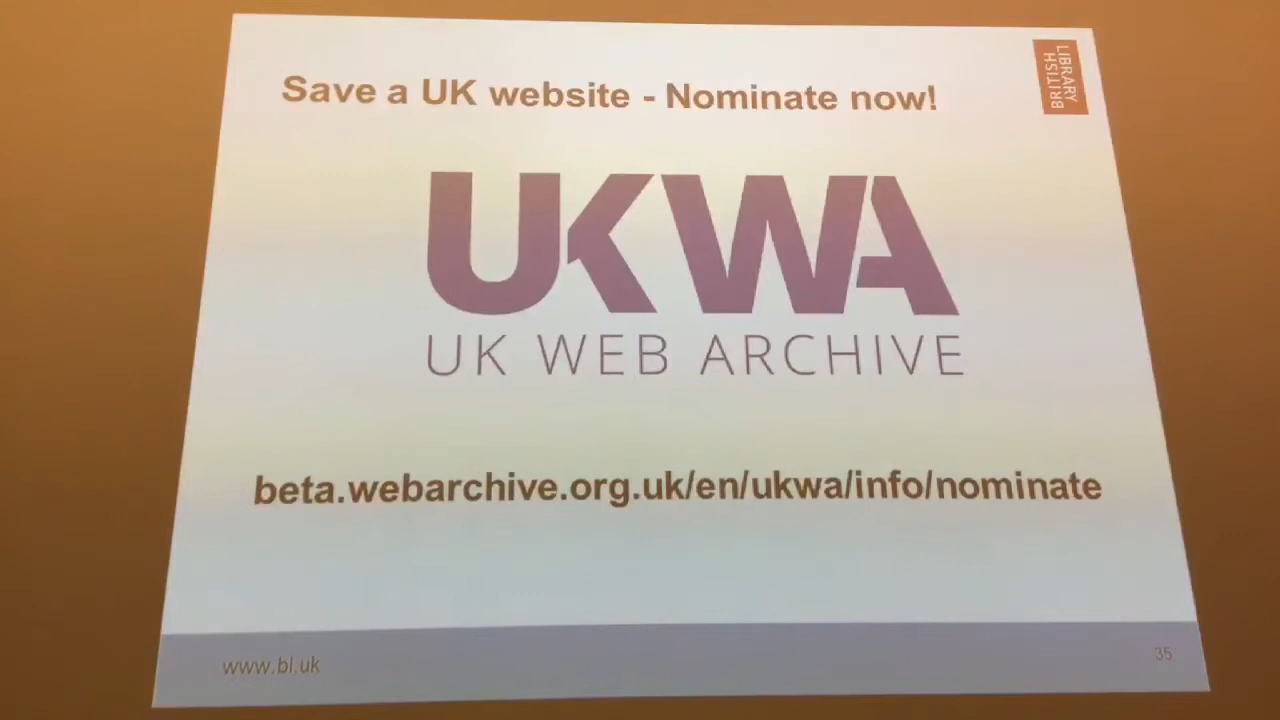 Save a UK website - Nominate now!
LIBRARY
BRITISH
UKWA
UK WEB ARCHIVE
beta.webarchive.org.uk/en/ukwa/info/nominate
www.bl.uk
35